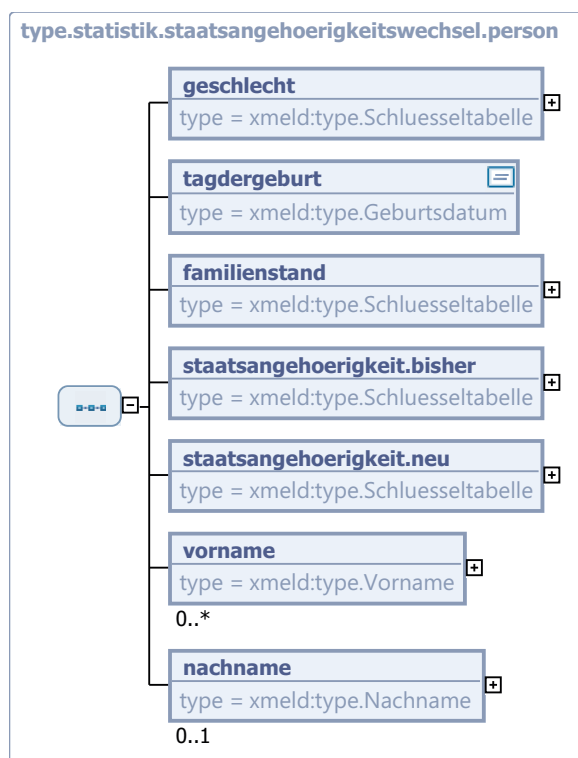 type.statistik.staatsangehoerigkeitswechsel.person
geschlecht
type = xmeld:type.Schluesseltabelle
tagdergeburt
type = xmeld:type.Geburtsdatum
familienstand
type = xmeld:type.Schluesseltabelle
staatsangehoerigkeit.bisher
type = xmeld:type.Schluesseltabelle
staatsangehoerigkeit.neu
type = xmeld:type.Schluesseltabelle
vorname
type = xmeld:type.Vorname
0..*
nachname
type = xmeld:type.Nachname
0..1